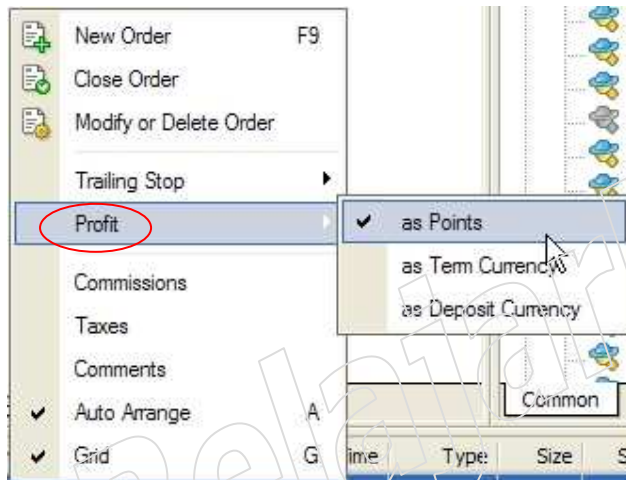 New Order F9
Close Order
Modify or Delete Order
Trailing Stop
Profit
as Points
as Term Currency
as Deposit Currency
Commissions
Taxes
Comments
Auto Arrange A
Common
Grid G
Type Size